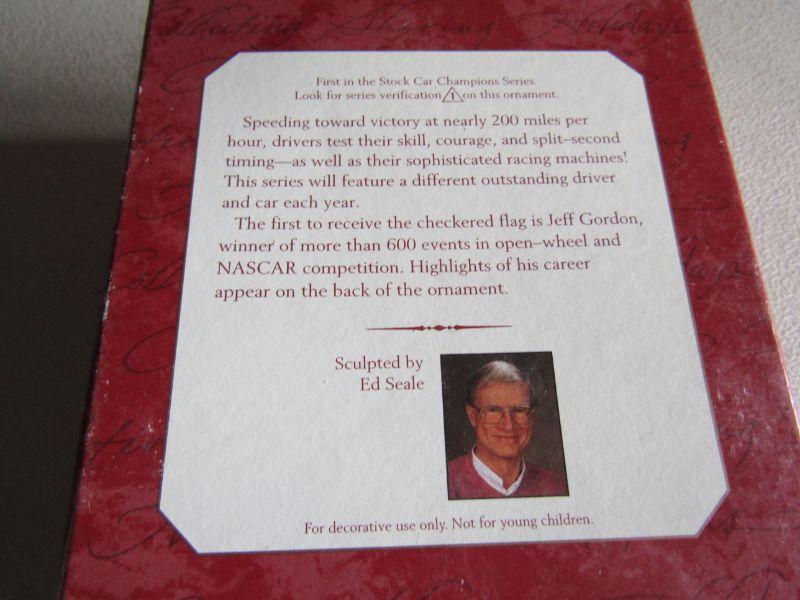 Collecting Sharing Holidays
First in the Stock Car Champions Series.
Look for series verification 1 on this ornament.
Speeding toward victory at nearly 200 miles per
hour, drivers test their skill, courage, and split–second
timing—as well as their sophisticated racing machines!
This series will feature a different outstanding driver
and car each year.
The first to receive the checkered flag is Jeff Gordon,
winner of more than 600 events in open–wheel and
NASCAR competition. Highlights of his career
appear on the back of the ornament.
Sculpted by
Ed Seale
For decorative use only. Not for young children.